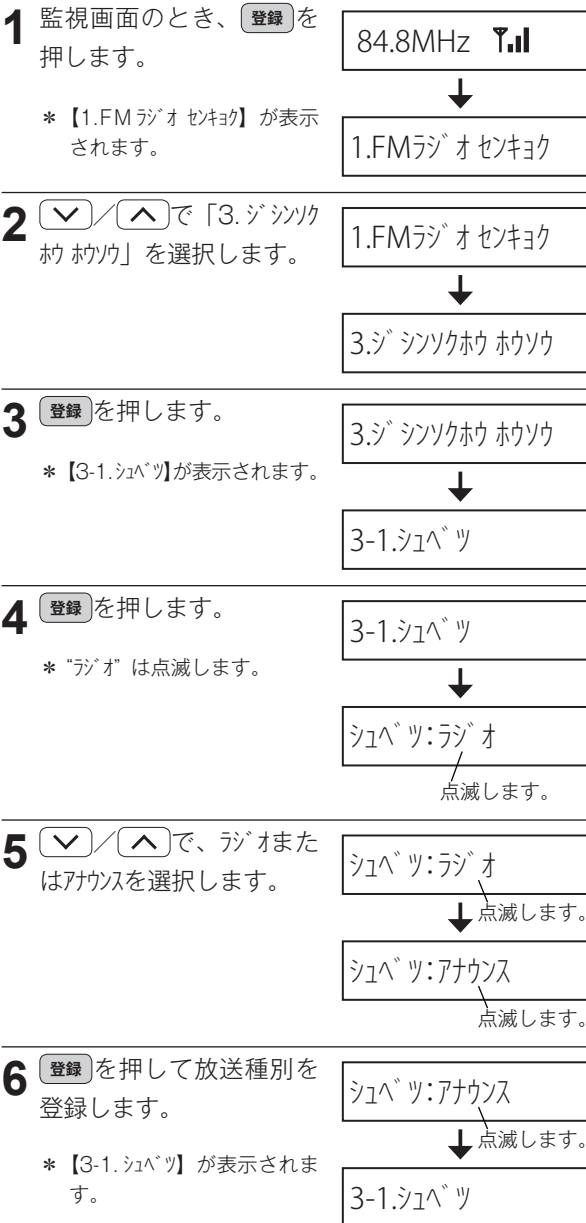 1 監視画面のとき、登録を
押します。
＊【1.FMﾗｼﾞｵ ｾﾝｷｮｸ】が表示
されます。
84.8MHz
↓
1.FMﾗｼﾞｵ ｾﾝｷｮｸ
2 ∨／∧で「3.ｼﾞｼﾝｿｸ
ﾎｳ ﾎｳｿｳ」を選択します。
1.FMﾗｼﾞｵ ｾﾝｷｮｸ
↓
3.ｼﾞｼﾝｿｸﾎｳ ﾎｳｿｳ
3 登録を押します。
＊【3-1.ｼｭﾍﾞﾂ】が表示されます。
3.ｼﾞｼﾝｿｸﾎｳ ﾎｳｿｳ
↓
3-1.ｼｭﾍﾞﾂ
4 登録を押します。
＊“ﾗｼﾞｵ”は点滅します。
3-1.ｼｭﾍﾞﾂ
↓
ｼｭﾍﾞﾂ:ﾗｼﾞｵ
点滅します。
5 ∨／∧で、ﾗｼﾞｵまた
はｱﾅｳﾝｽを選択します。
ｼｭﾍﾞﾂ:ﾗｼﾞｵ
↓ 点滅します。
ｼｭﾍﾞﾂ:ｱﾅｳﾝｽ
点滅します。
6 登録を押して放送種別を
登録します。
＊【3-1.ｼｭﾍﾞﾂ】が表示されま
す。
ｼｭﾍﾞﾂ:ｱﾅｳﾝｽ
↓ 点滅します。
3-1.ｼｭﾍﾞﾂ